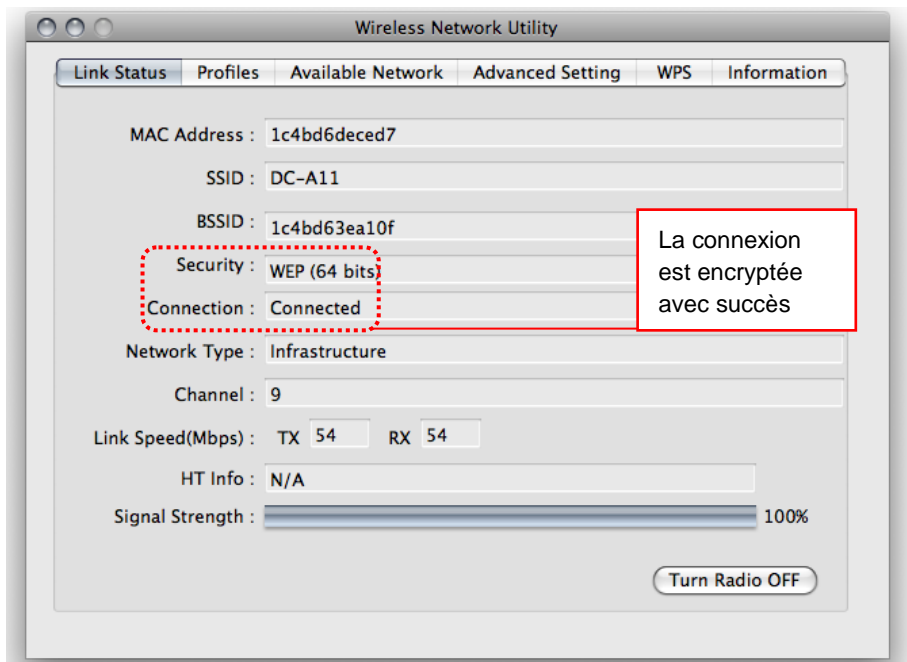 Wireless Network Utility
Link Status Profiles Available Network Advanced Setting WPS Information
MAC Address : 1c4bd6deced7
SSID : DC-A11
BSSID : 1c4bd63ea10f
Security : WEP (64 bits)
Connection : Connected
La connexion
est encryptée
avec succès
Network Type : Infrastructure
Channel : 9
Link Speed(Mbps) : TX 54 RX 54
HT Info : N/A
Signal Strength : 100%
Turn Radio OFF